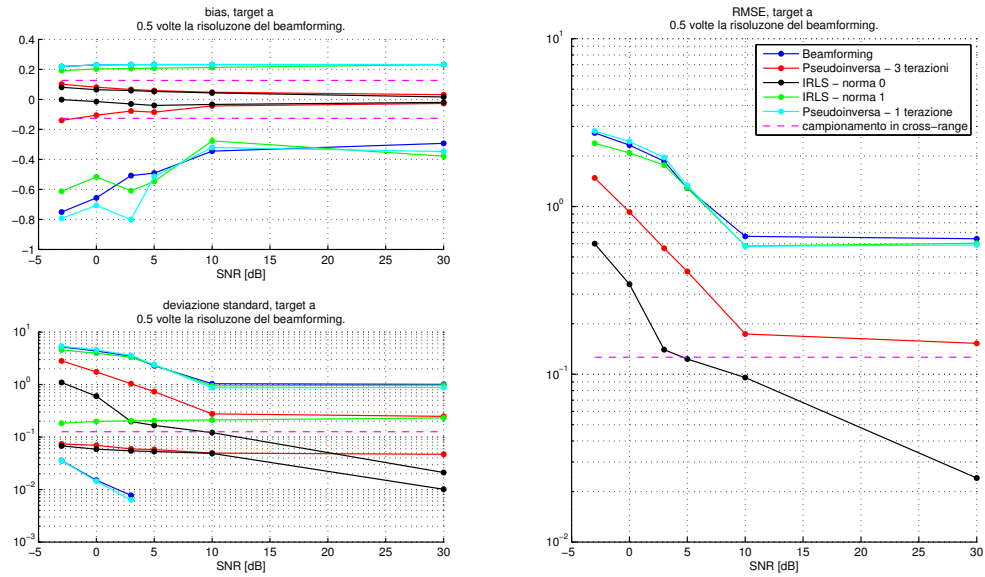 bias, target a
0.5 volte la risoluzone del beamforming.
0.4
0.2
0
−0.2
−0.4
−0.6
−0.8
−1
−5
0
5
10
15
20
25
30
SNR [dB]
deviazione standard, target a
0.5 volte la risoluzone del beamforming.
10^1
10^0
10^−1
10^−2
10^−3
−5
0
5
10
15
20
25
30
SNR [dB]
RMSE, target a
0.5 volte la risoluzone del beamforming.
10^1
10^0
10^−1
10^−2
−5
0
5
10
15
20
25
30
SNR [dB]
Beamforming
Pseudoinversa − 3 terazioni
IRLS − norma 0
IRLS − norma 1
Pseudoinversa − 1 terazione
campionamento in cross−range